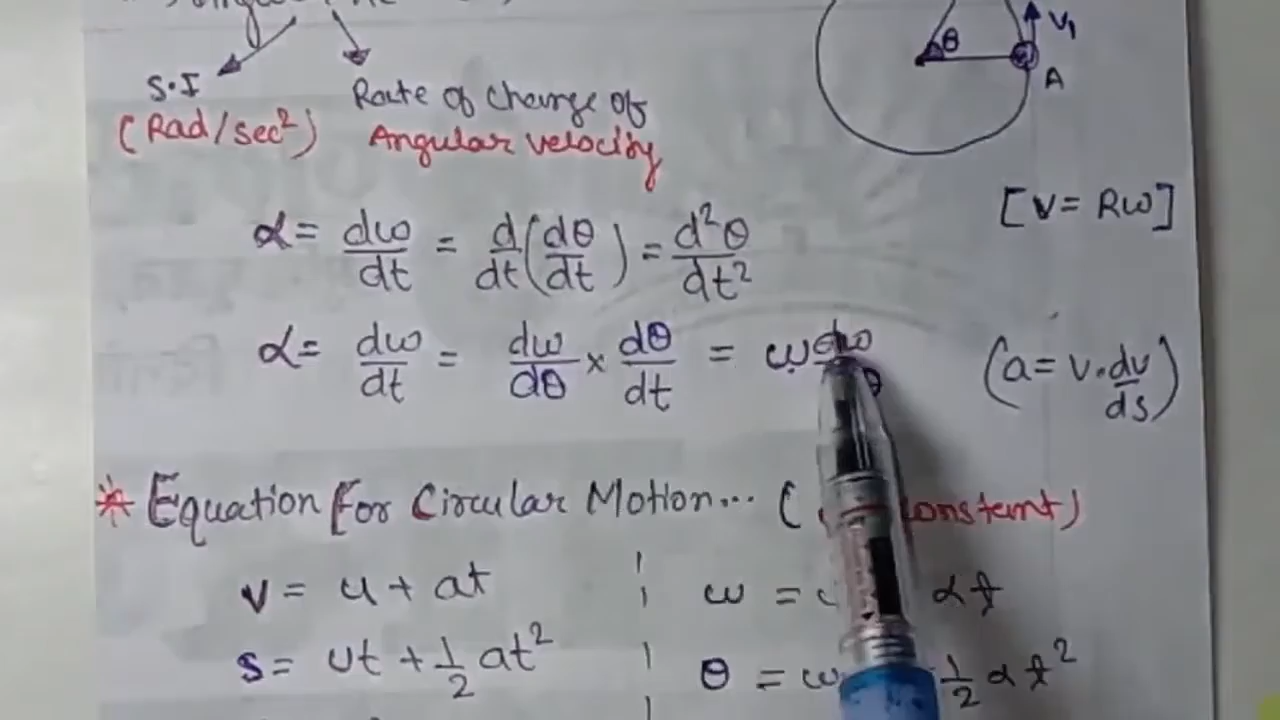 S.I
Rate of change of
(Rad/sec²) Angular velocity
θ V₁
A
[V = Rω]
α = dω/dt = d/dt(dθ/dt) = d²θ/dt²
α = dω/dt = dω/dθ × dθ/dt = ω dω/ θ
(a = v.dv/ds)
* Equation For Circular Motion... ( constant)
v = u + at
ω = αt
s = ut + 1/2 at²
θ = ω 1/2 αt²